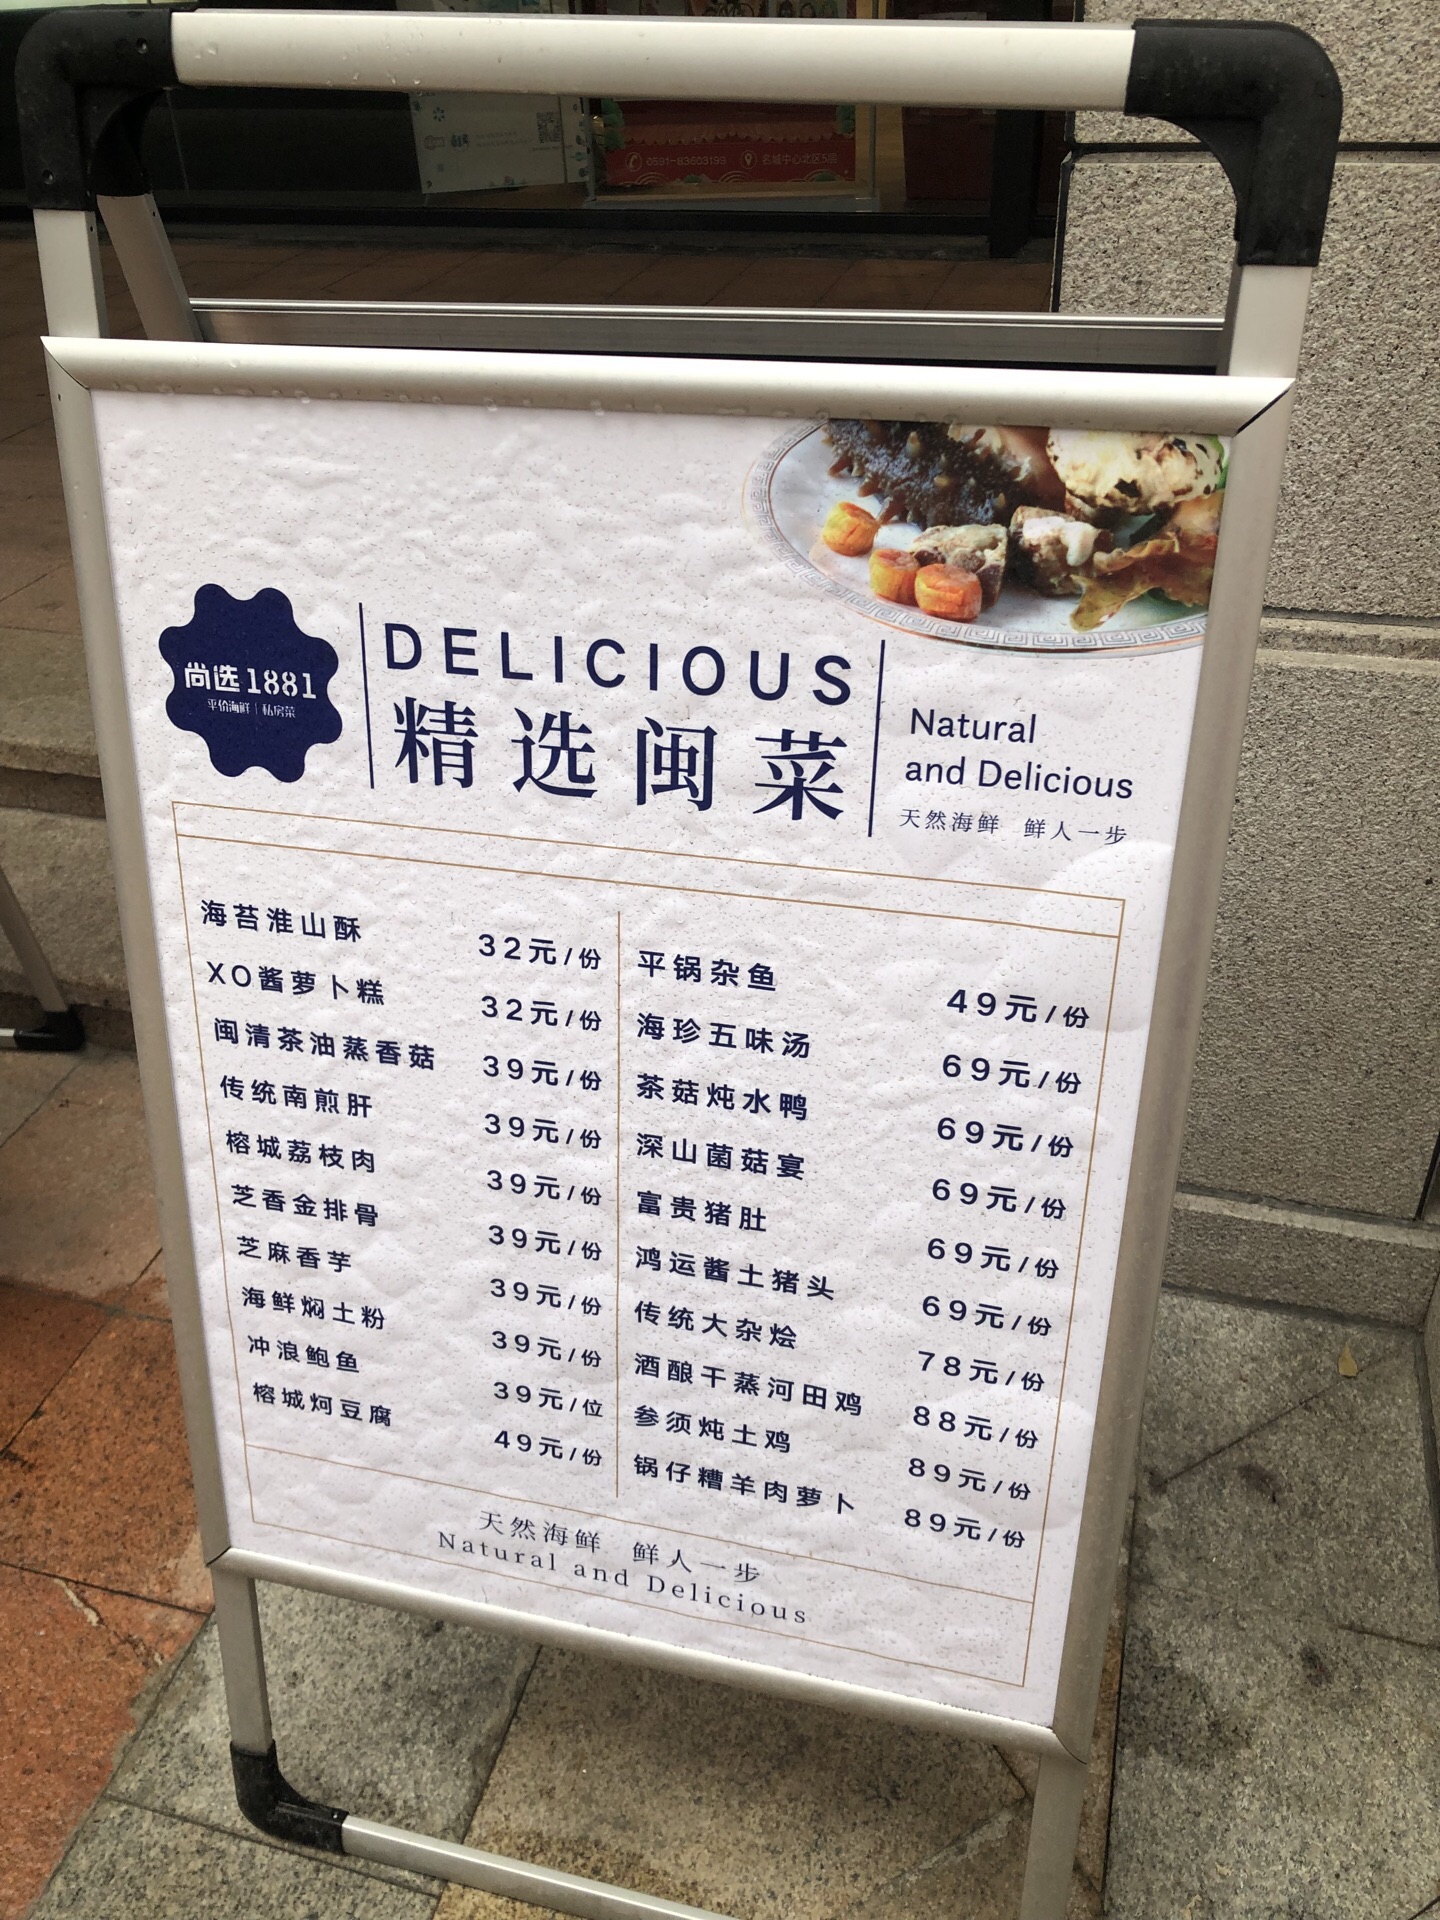 0591-83603199 名城中心北区5层
尚选1881
平价海鲜 | 私房菜
DELICIOUS
精选闽菜
Natural
and Delicious
天然海鲜 鲜人一步
海苔淮山酥 32元/份
XO酱萝卜糕 32元/份
闽清茶油蒸香菇 39元/份
传统南煎肝 39元/份
榕城荔枝肉 39元/份
芝香金排骨 39元/份
芝麻香芋 39元/份
海鲜焖土粉 39元/份
冲浪鲍鱼 39元/位
榕城炣豆腐 49元/份
平锅杂鱼 49元/份
海珍五味汤 69元/份
茶菇炖水鸭 69元/份
深山菌菇宴 69元/份
富贵猪肚 69元/份
鸿运酱土猪头 69元/份
传统大杂烩 78元/份
酒酿干蒸河田鸡 88元/份
参须炖土鸡 89元/份
锅仔糟羊肉萝卜 89元/份
天然海鲜 鲜人一步
Natural and Delicious